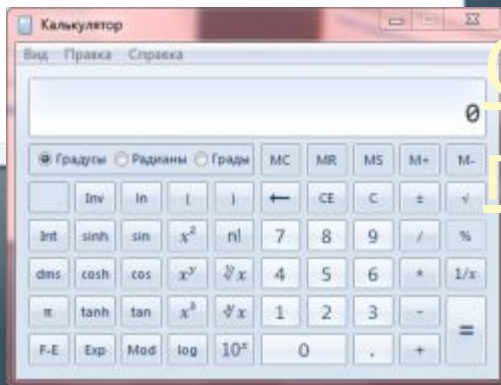 Калькулятор
Вид Правка Справка
0
Градусы Радианы Грады MC MR MS M+ M-
Inv ln ( ) ← CE C ± √
Int sinh sin x² n! 7 8 9 / %
dms cosh cos xʸ ʸ√x 4 5 6 * 1/x
π tanh tan x³ ³√x 1 2 3 - =
F-E Exp Mod log 10ˣ 0 , +